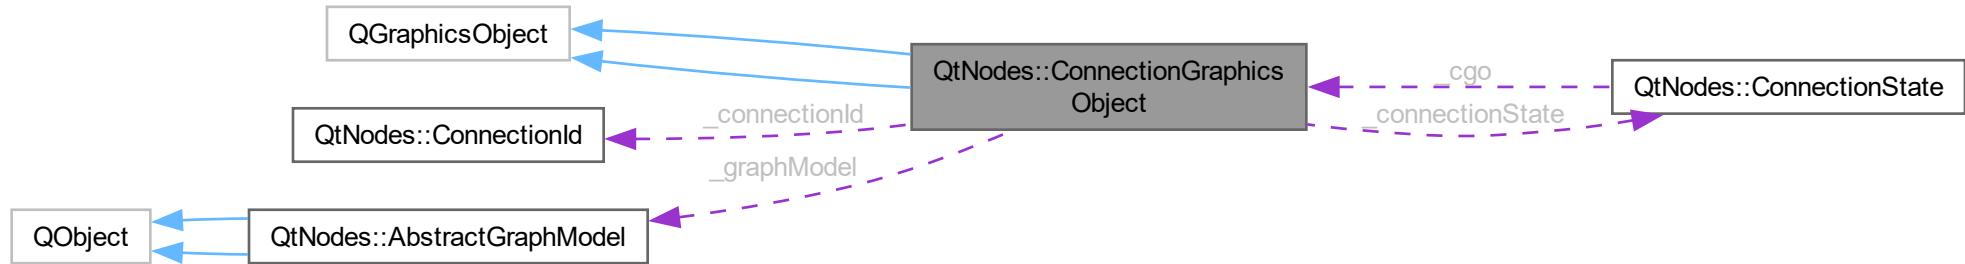 QGraphicsObject
QtNodes::ConnectionGraphics
Object
_cgo
QtNodes::ConnectionState
_connectionId
_connectionState
QtNodes::ConnectionId
_graphModel
QObject
QtNodes::AbstractGraphModel